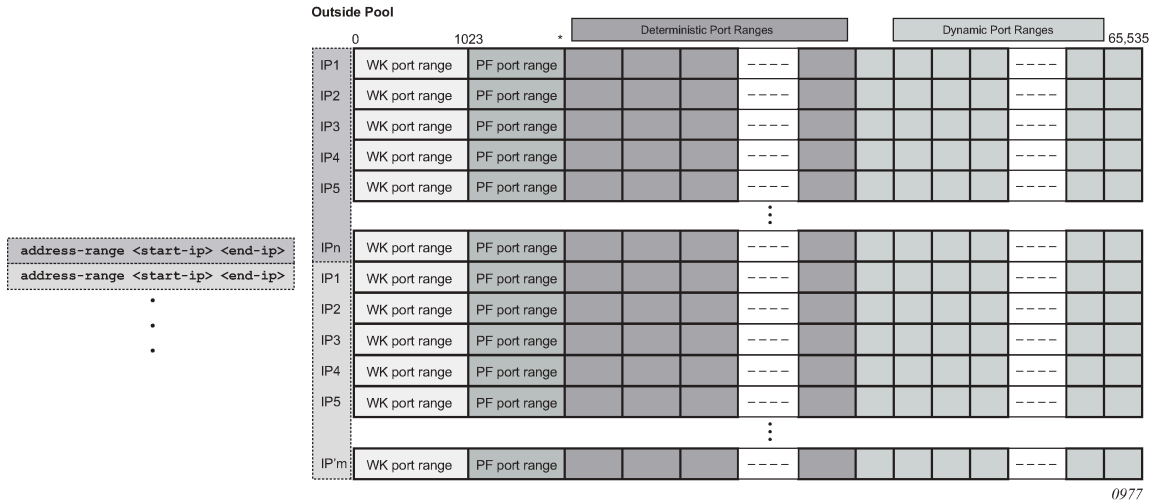 Outside Pool
Deterministic Port Ranges
Dynamic Port Ranges
0 1023 * 65,535
IP1 WK port range PF port range
IP2 WK port range PF port range
IP3 WK port range PF port range
IP4 WK port range PF port range
IP5 WK port range PF port range
address-range <start-ip> <end-ip>
address-range <start-ip> <end-ip>
IPn WK port range PF port range
IP1 WK port range PF port range
IP2 WK port range PF port range
IP3 WK port range PF port range
IP4 WK port range PF port range
IP5 WK port range PF port range
IP'm WK port range PF port range
0977